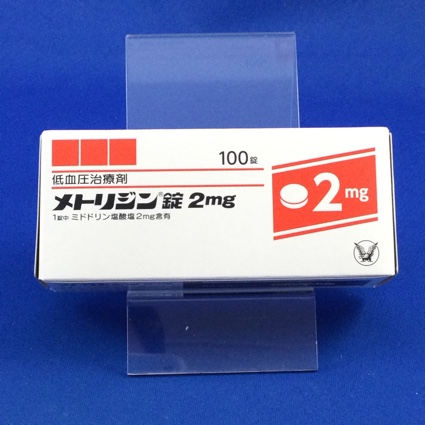 100錠
低血圧治療剤
メトリジン®錠 2mg
1錠中 ミドドリン塩酸塩2mg含有
2mg